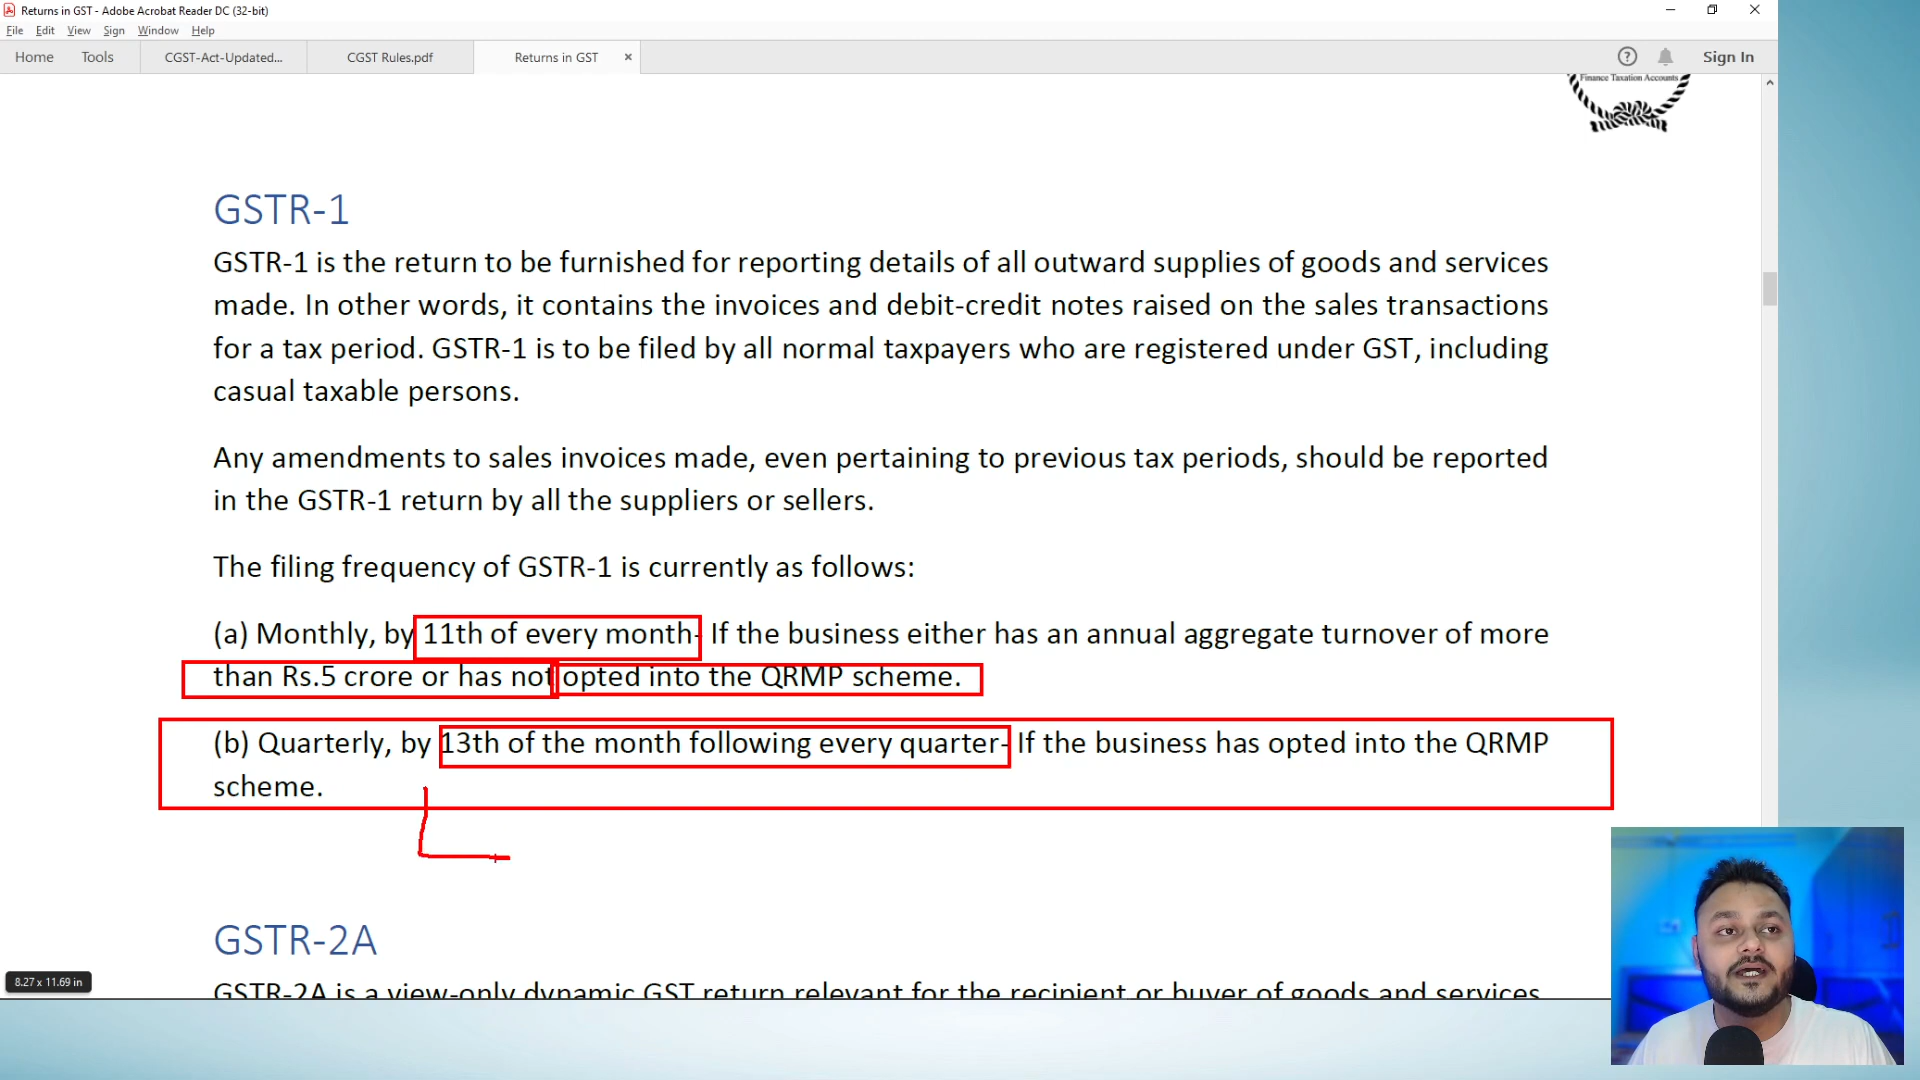 Returns in GST - Adobe Acrobat Reader DC (32-bit)
File Edit View Sign Window Help
Home Tools CGST-Act-Updated... CGST Rules.pdf Returns in GST × Sign In
Finance Taxation Accounts
GSTR-1
GSTR-1 is the return to be furnished for reporting details of all outward supplies of goods and services
made. In other words, it contains the invoices and debit-credit notes raised on the sales transactions
for a tax period. GSTR-1 is to be filed by all normal taxpayers who are registered under GST, including
casual taxable persons.
Any amendments to sales invoices made, even pertaining to previous tax periods, should be reported
in the GSTR-1 return by all the suppliers or sellers.
The filing frequency of GSTR-1 is currently as follows:
(a) Monthly, by 11th of every month- If the business either has an annual aggregate turnover of more
than Rs.5 crore or has not opted into the QRMP scheme.
(b) Quarterly, by 13th of the month following every quarter- If the business has opted into the QRMP
scheme.
GSTR-2A
8.27 x 11.69 in
GSTR-2A is a view-only dynamic GST return relevant for the recipient or buyer of goods and services.